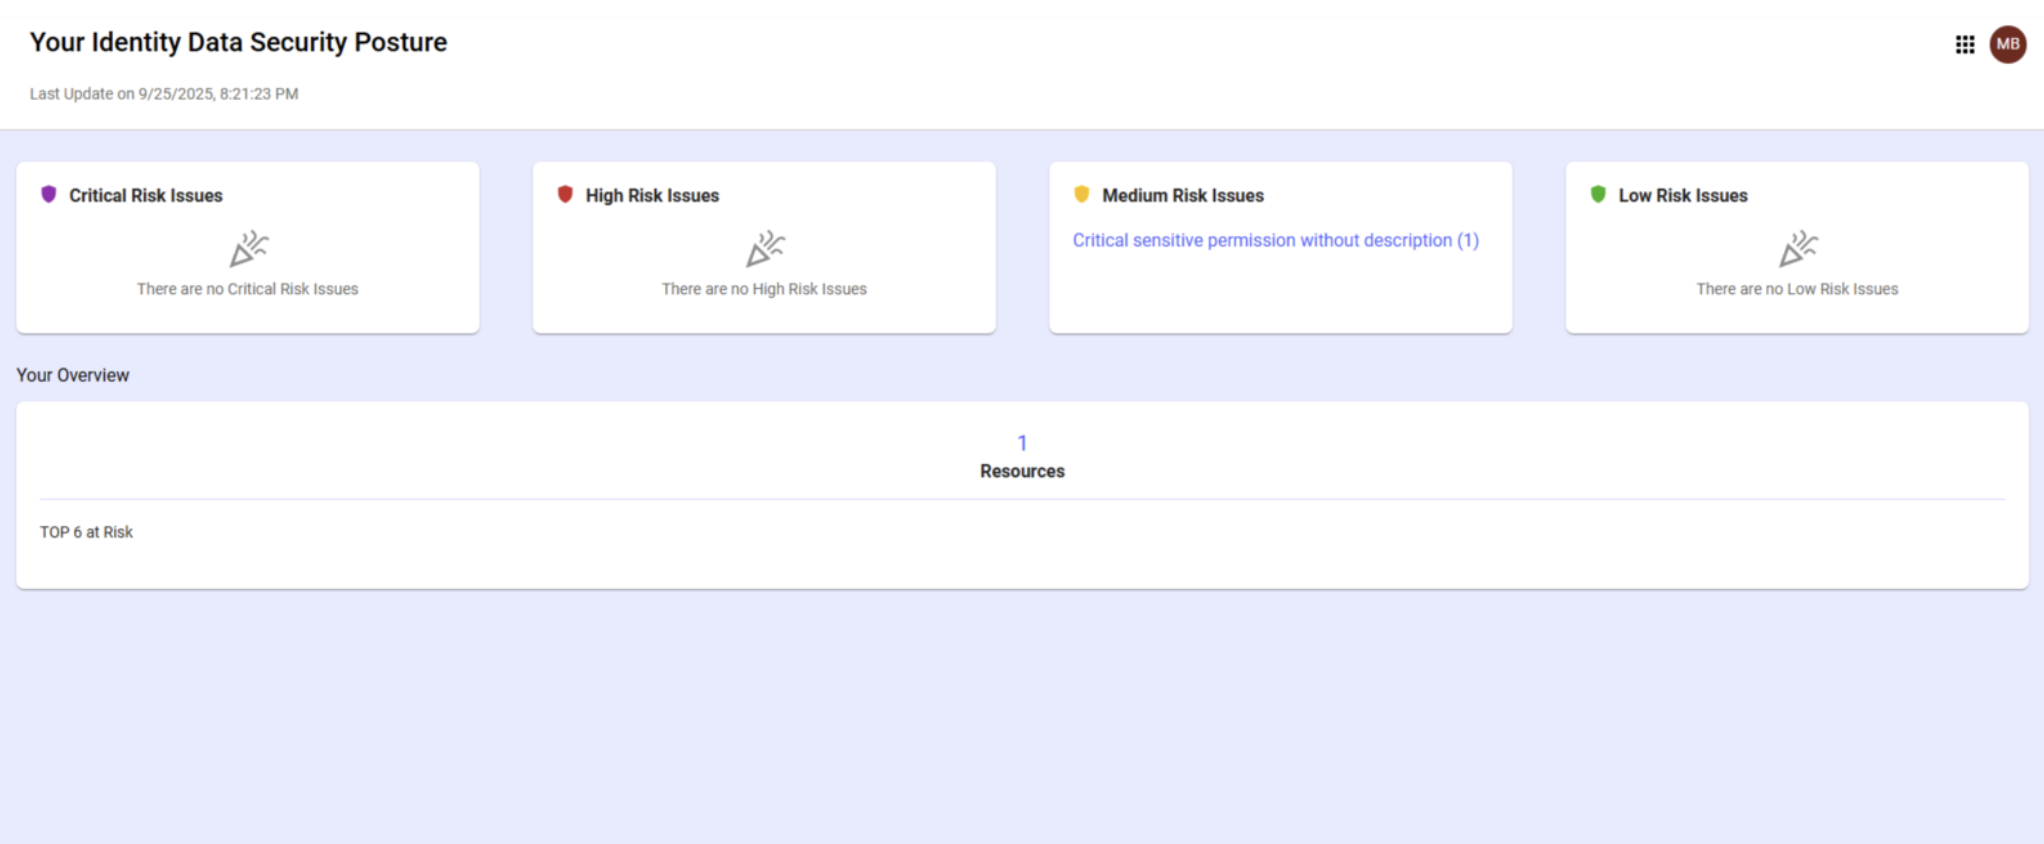 Your Identity Data Security Posture
MB
Last Update on 9/25/2025, 8:21:23 PM
Critical Risk Issues
There are no Critical Risk Issues
High Risk Issues
There are no High Risk Issues
Medium Risk Issues
Critical sensitive permission without description (1)
Low Risk Issues
There are no Low Risk Issues
Your Overview
1
Resources
TOP 6 at Risk